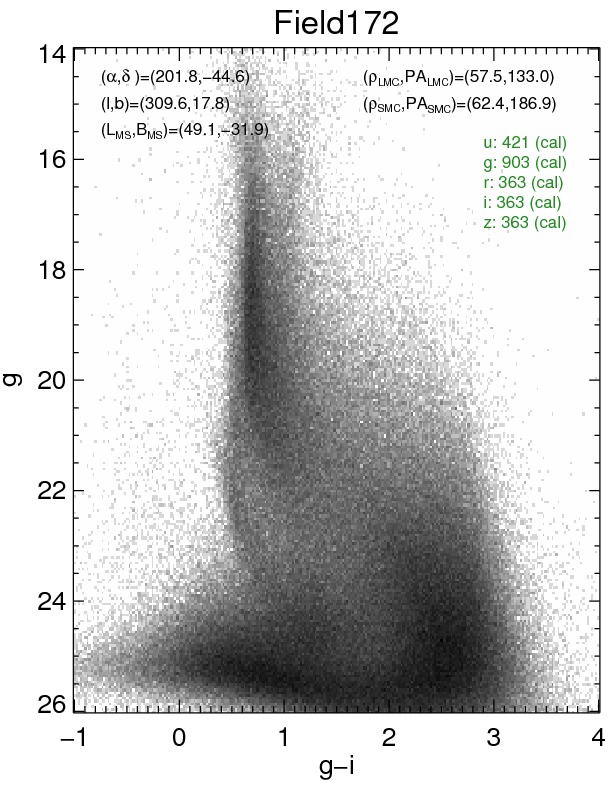 Field172
(α,δ )=(201.8,−44.6)
(ρLMC,PALMC)=(57.5,133.0)
(l,b)=(309.6,17.8)
(ρSMC,PASMC)=(62.4,186.9)
(LMS,BMS)=(49.1,−31.9)
u: 421 (cal)
g: 903 (cal)
r: 363 (cal)
i: 363 (cal)
z: 363 (cal)
14
16
18
20
22
24
26
g
−1 0 1 2 3 4
g−i